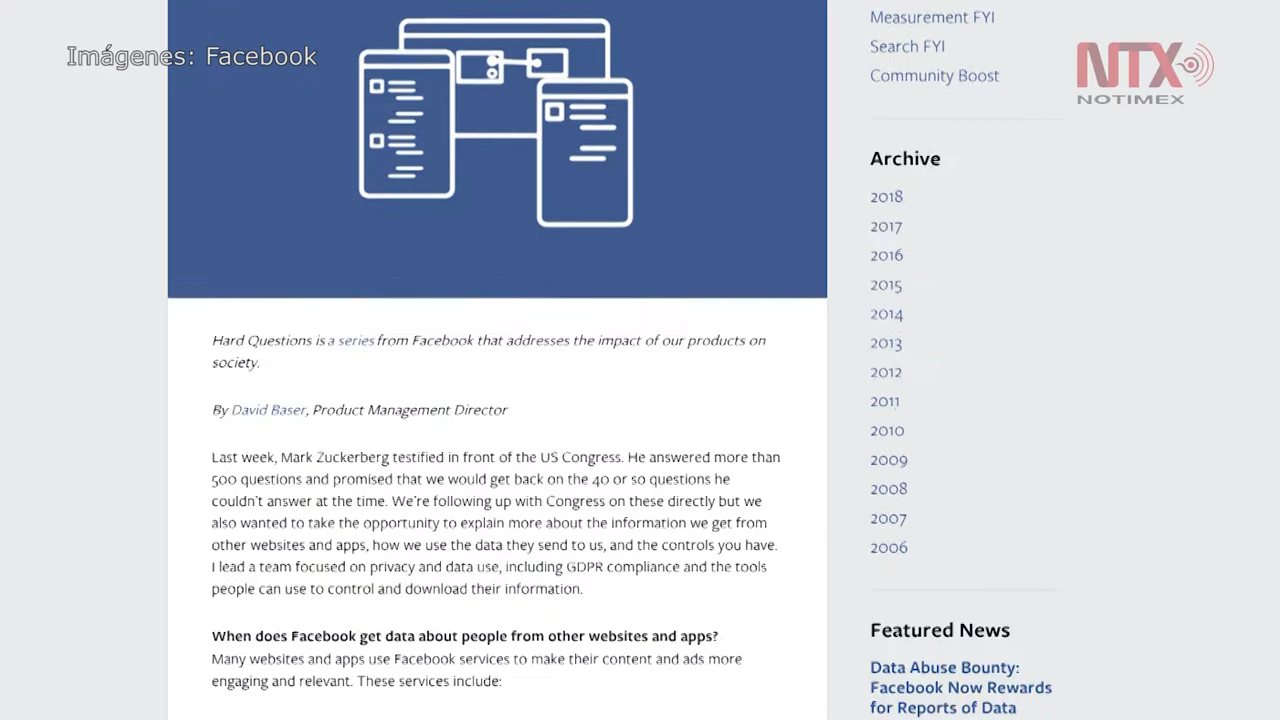 Imágenes: Facebook
NTX
NOTIMEX
Hard Questions is a series from Facebook that addresses the impact of our products on
society.
By David Baser, Product Management Director
Last week, Mark Zuckerberg testified in front of the US Congress. He answered more than
500 questions and promised that we would get back on the 40 or so questions he
couldn't answer at the time. We're following up with Congress on these directly but we
also wanted to take the opportunity to explain more about the information we get from
other websites and apps, how we use the data they send to us, and the controls you have.
I lead a team focused on privacy and data use, including GDPR compliance and the tools
people can use to control and download their information.
When does Facebook get data about people from other websites and apps?
Many websites and apps use Facebook services to make their content and ads more
engaging and relevant. These services include:
Measurement FYI
Search FYI
Community Boost
Archive
2018
2017
2016
2015
2014
2013
2012
2011
2010
2009
2008
2007
2006
Featured News
Data Abuse Bounty:
Facebook Now Rewards
for Reports of Data